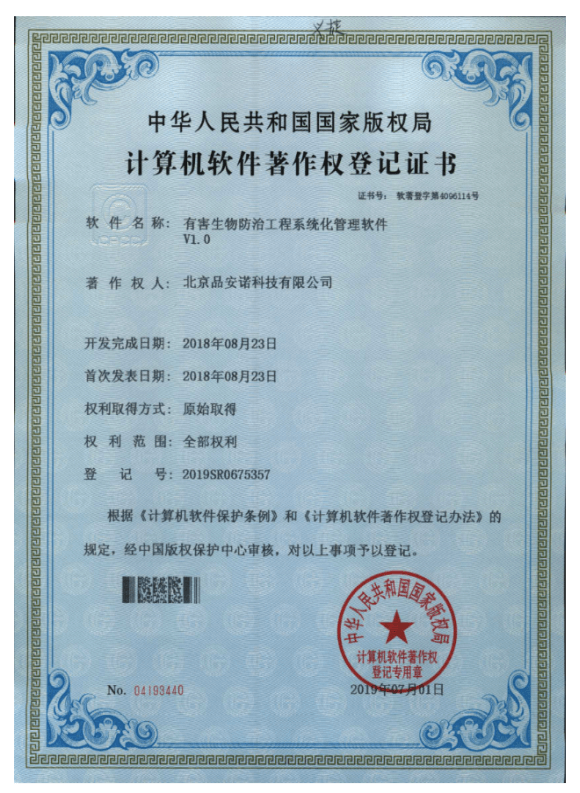 中华人民共和国国家版权局
计算机软件著作权登记证书
证书号： 软著登字第4096114号
软 件 名 称： 有害生物防治工程系统化管理软件
V1.0
著 作 权 人： 北京品安诺科技有限公司
开发完成日期： 2018年08月23日
首次发表日期： 2018年08月23日
权利取得方式： 原始取得
权 利 范 围： 全部权利
登 记 号： 2019SR0675357
根据《计算机软件保护条例》和《计算机软件著作权登记办法》的
规定，经中国版权保护中心审核，对以上事项予以登记。
中华人民共和国国家版权局
计算机软件著作权
登记专用章
No. 04193440
2019年07月01日